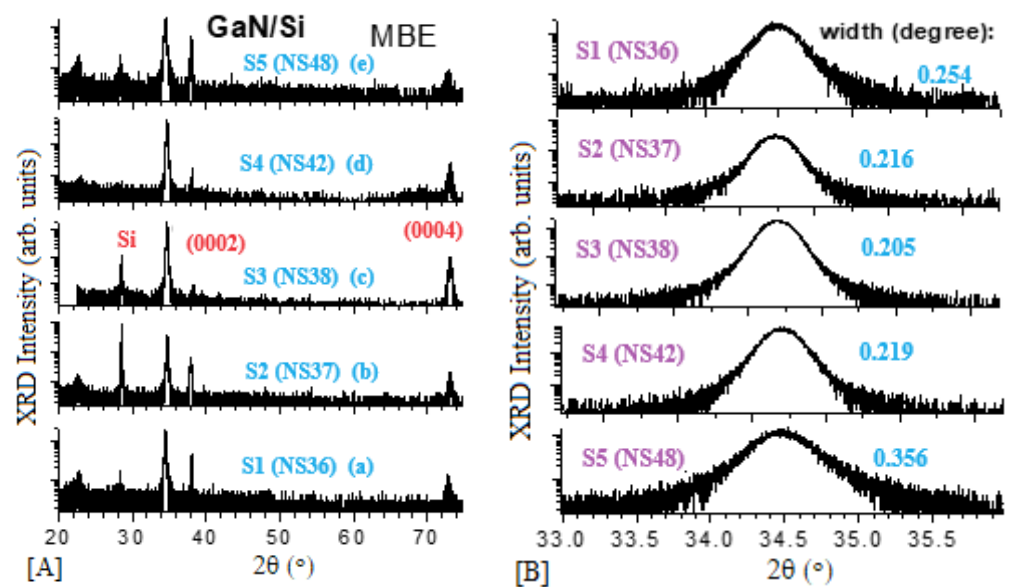 GaN/Si
MBE
S5 (NS48) (e)
S4 (NS42) (d)
Si
(0002)
(0004)
S3 (NS38) (c)
S2 (NS37) (b)
S1 (NS36) (a)
XRD Intensity (arb. units)
20 30 40 50 60 70
[A]
2θ (°)
width (degree):
S1 (NS36)
0.254
S2 (NS37)
0.216
S3 (NS38)
0.205
S4 (NS42)
0.219
S5 (NS48)
0.356
XRD Intensity (arb. units)
33.0 33.5 34.0 34.5 35.0 35.5
[B]
2θ (°)